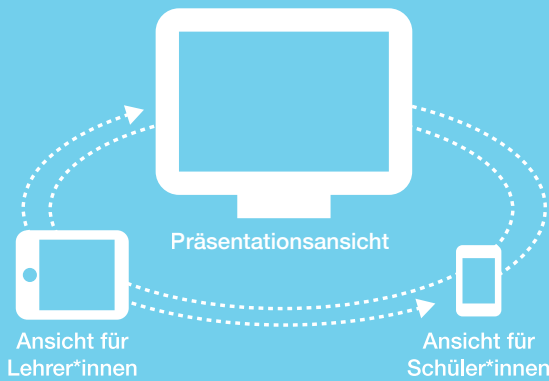 Präsentationsansicht
Ansicht für
Lehrer*innen
Ansicht für
Schüler*innen